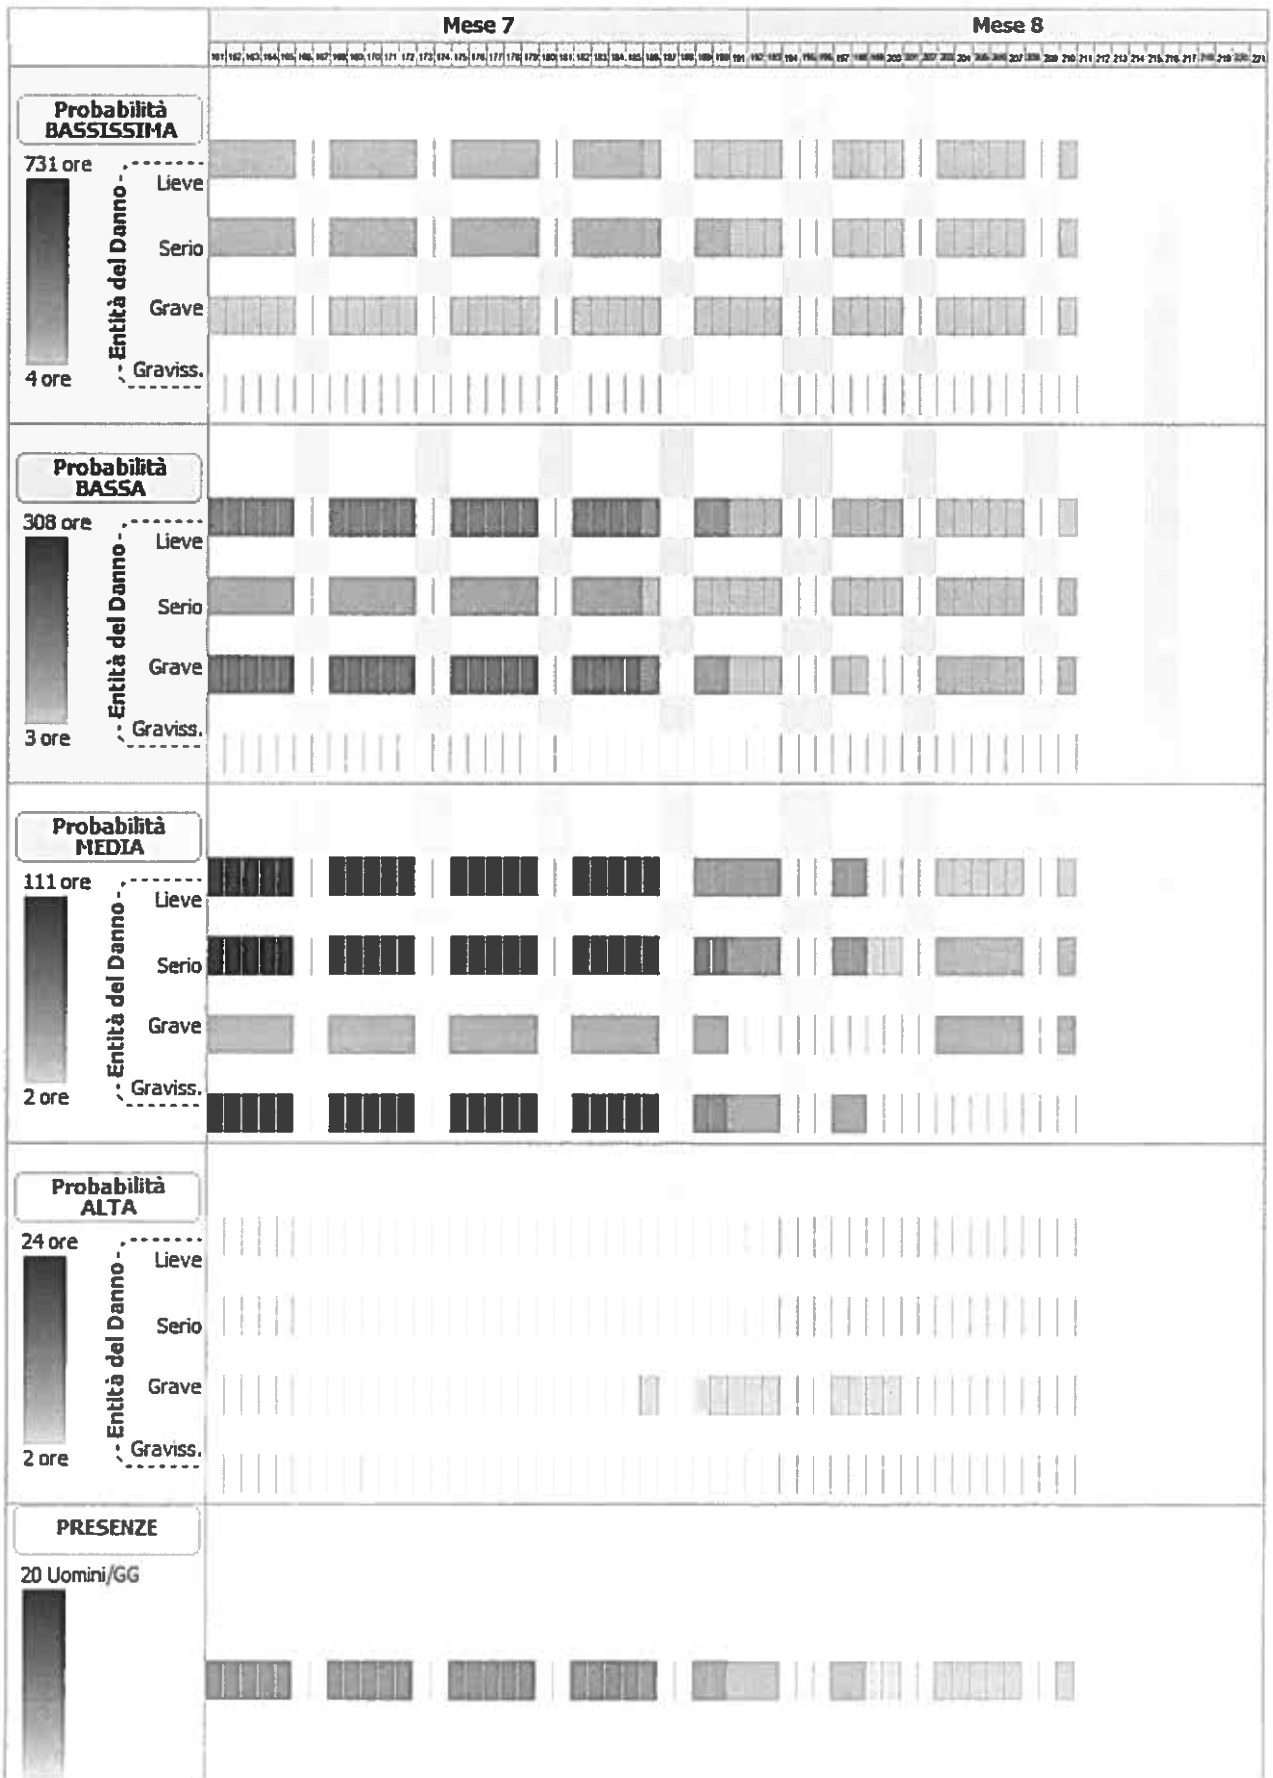 Mese 7 Mese 8
Probabilità
BASSISSIMA
731 ore
Entità del Danno
Lieve
Serio
Grave
Graviss.
4 ore
Probabilità
BASSA
308 ore
Entità del Danno
Lieve
Serio
Grave
Graviss.
3 ore
Probabilità
MEDIA
111 ore
Entità del Danno
Lieve
Serio
Grave
Graviss.
2 ore
Probabilità
ALTA
24 ore
Entità del Danno
Lieve
Serio
Grave
Graviss.
2 ore
PRESENZE
20 Uomini/GG